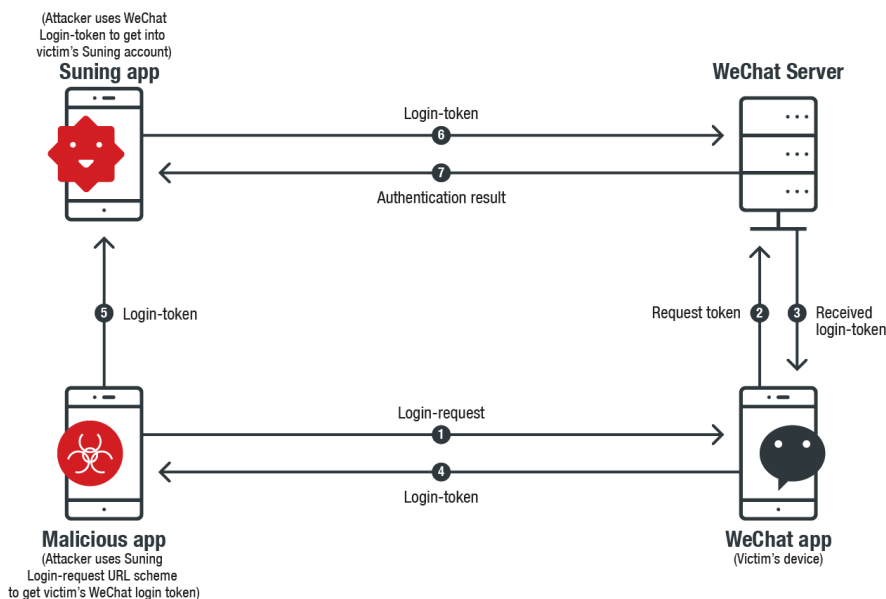 (Attacker uses WeChat
Login-token to get into
victim's Suning account)
Suning app
WeChat Server
Login-token
6
7
Authentication result
5
Login-token
Request token
2
3
Received
login-token
Login-request
1
4
Login-token
Malicious app
(Attacker uses Suning
Login-request URL scheme
to get victim's WeChat login token)
WeChat app
(Victim's device)